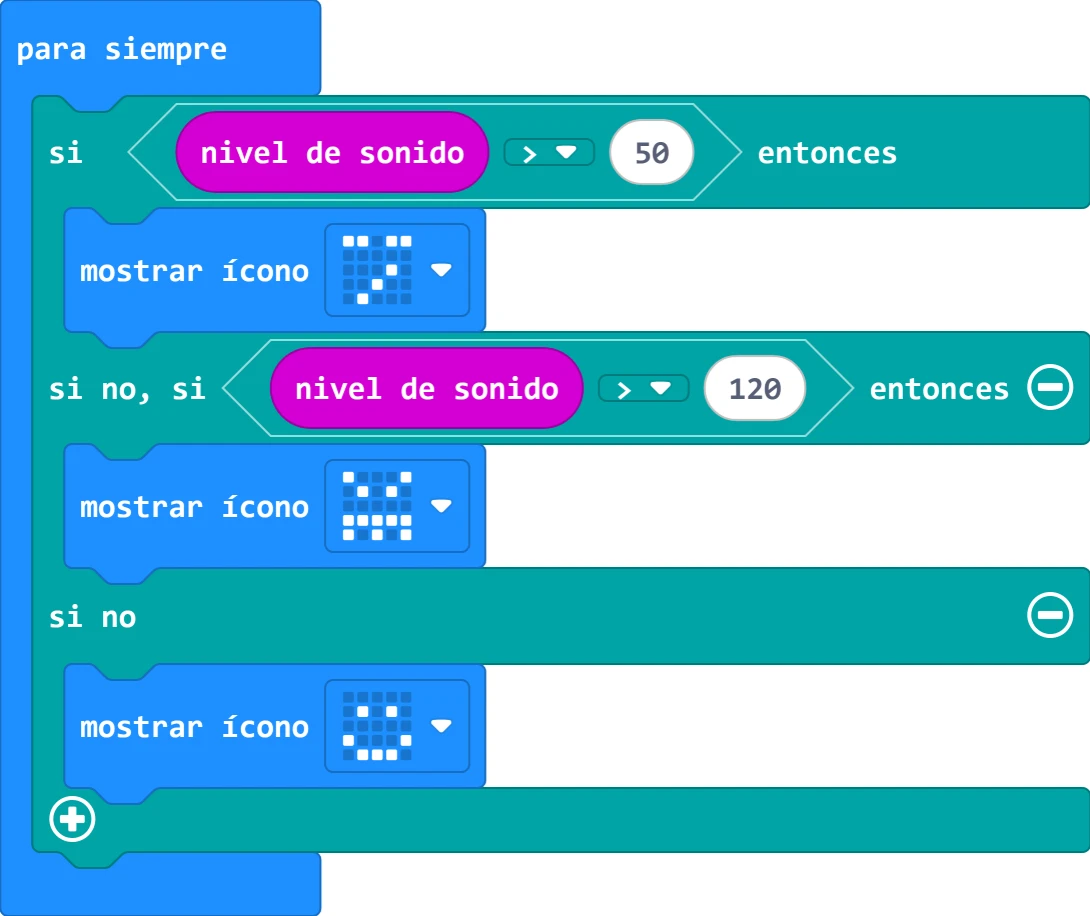 para siempre
si nivel de sonido > 50 entonces
mostrar ícono
si no, si nivel de sonido > 120 entonces
mostrar ícono
si no
mostrar ícono